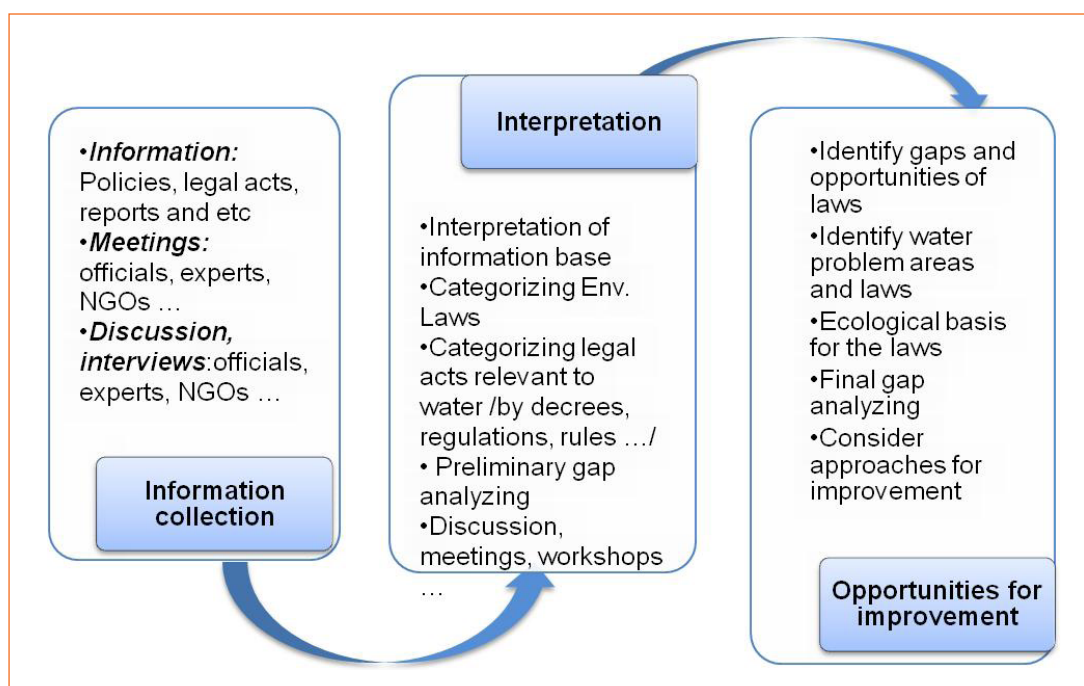 •Information:
Policies, legal acts,
reports and etc
•Meetings:
officials, experts,
NGOs …
•Discussion,
interviews:officials,
experts, NGOs …
Information
collection
Interpretation
•Interpretation of
information base
•Categorizing Env.
Laws
•Categorizing legal
acts relevant to
water /by decrees,
regulations, rules …/
• Preliminary gap
analyzing
•Discussion,
meetings, workshops
…
•Identify gaps and
opportunities of
laws
•Identify water
problem areas
and laws
•Ecological basis
for the laws
•Final gap
analyzing
•Consider
approaches for
improvement
Opportunities for
improvement